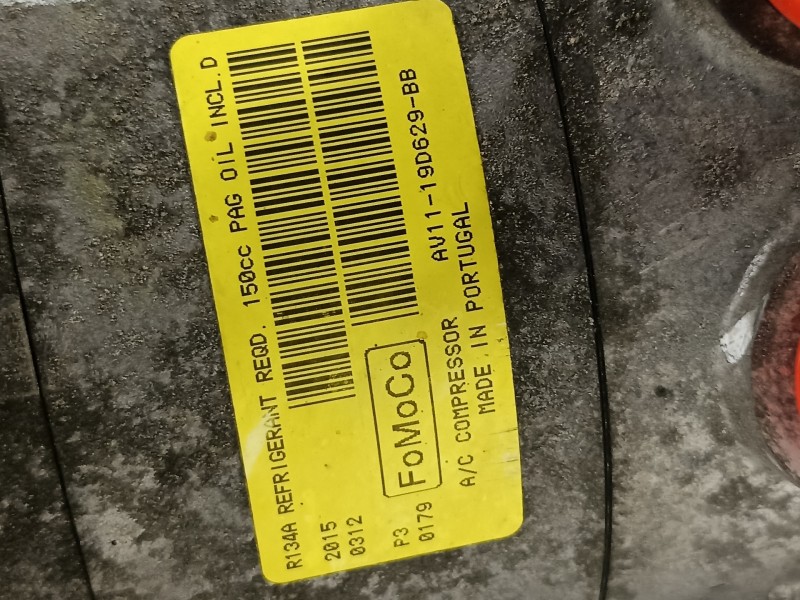 R134A REFRIGERANT REQD. 150cc PAG OIL INCL.D
2015
0312
P3
0179
FoMoCo
AV11-19D629-BB
A/C COMPRESSOR
MADE IN PORTUGAL